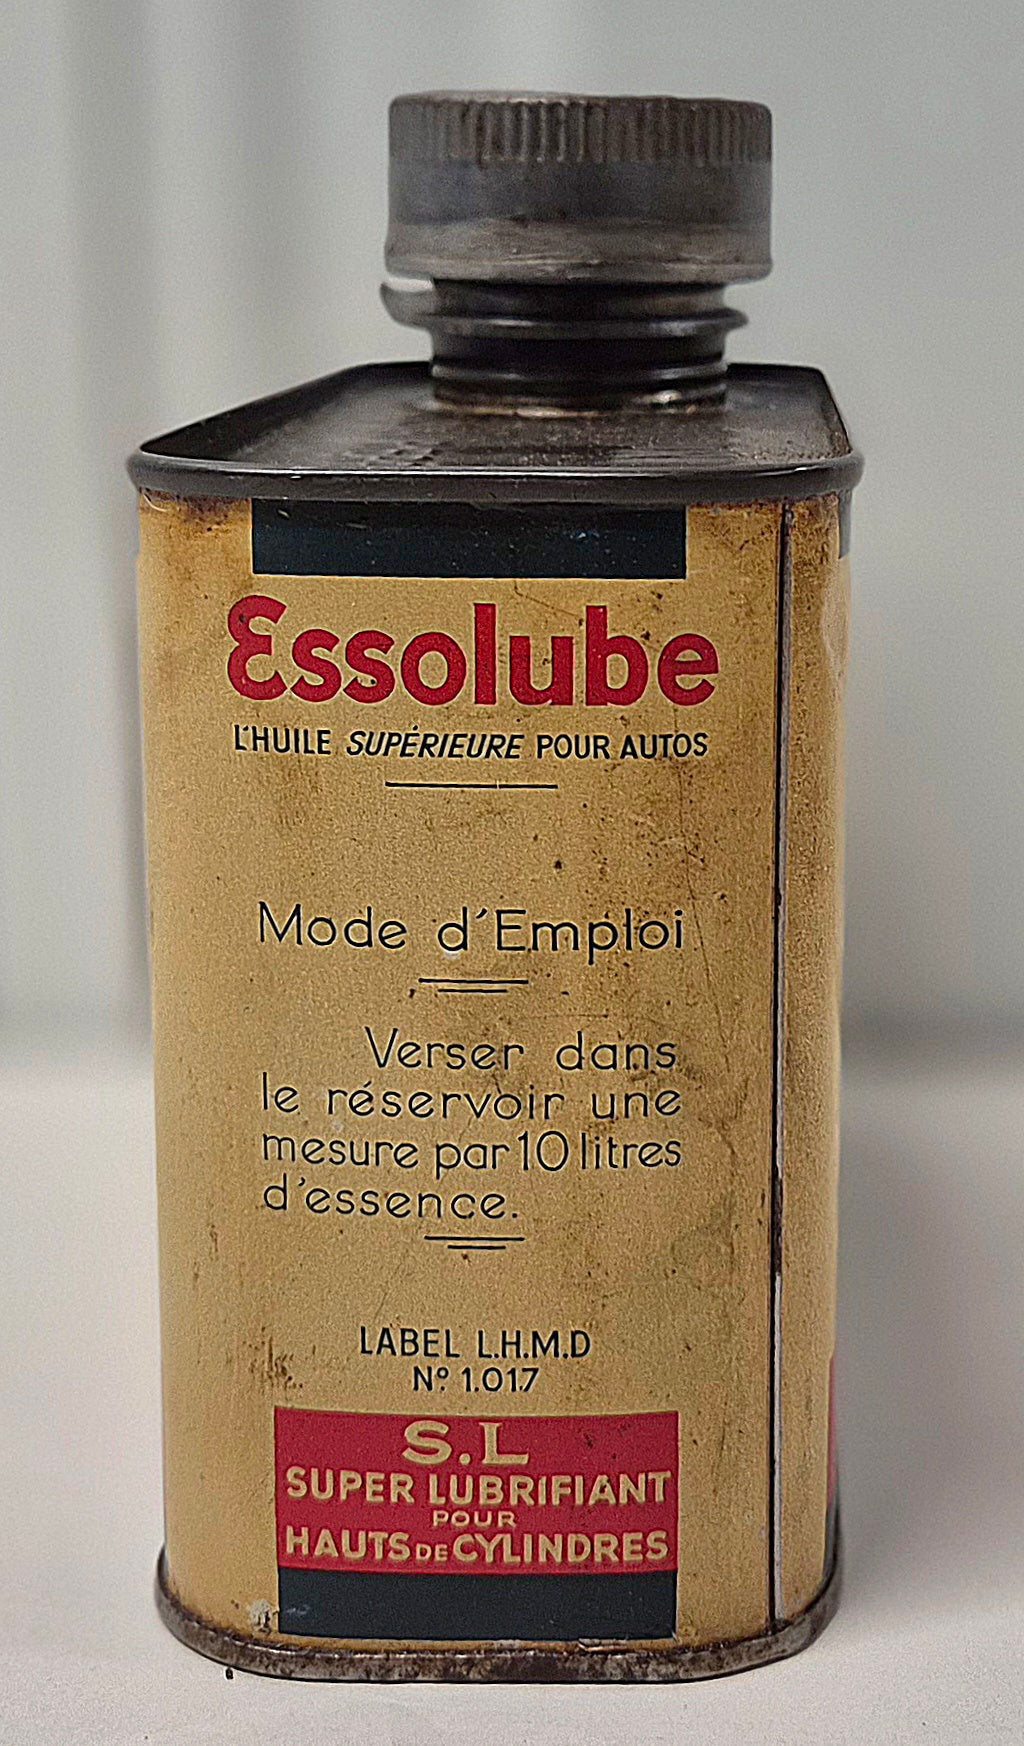 Essolube
L'HUILE SUPÉRIEURE POUR AUTOS
Mode d'Emploi
Verser dans
le réservoir une
mesure par 10 litres
d'essence.
LABEL L.H.M.D
Nº 1.017
S.L
SUPER LUBRIFIANT
POUR
HAUTS DE CYLINDRES